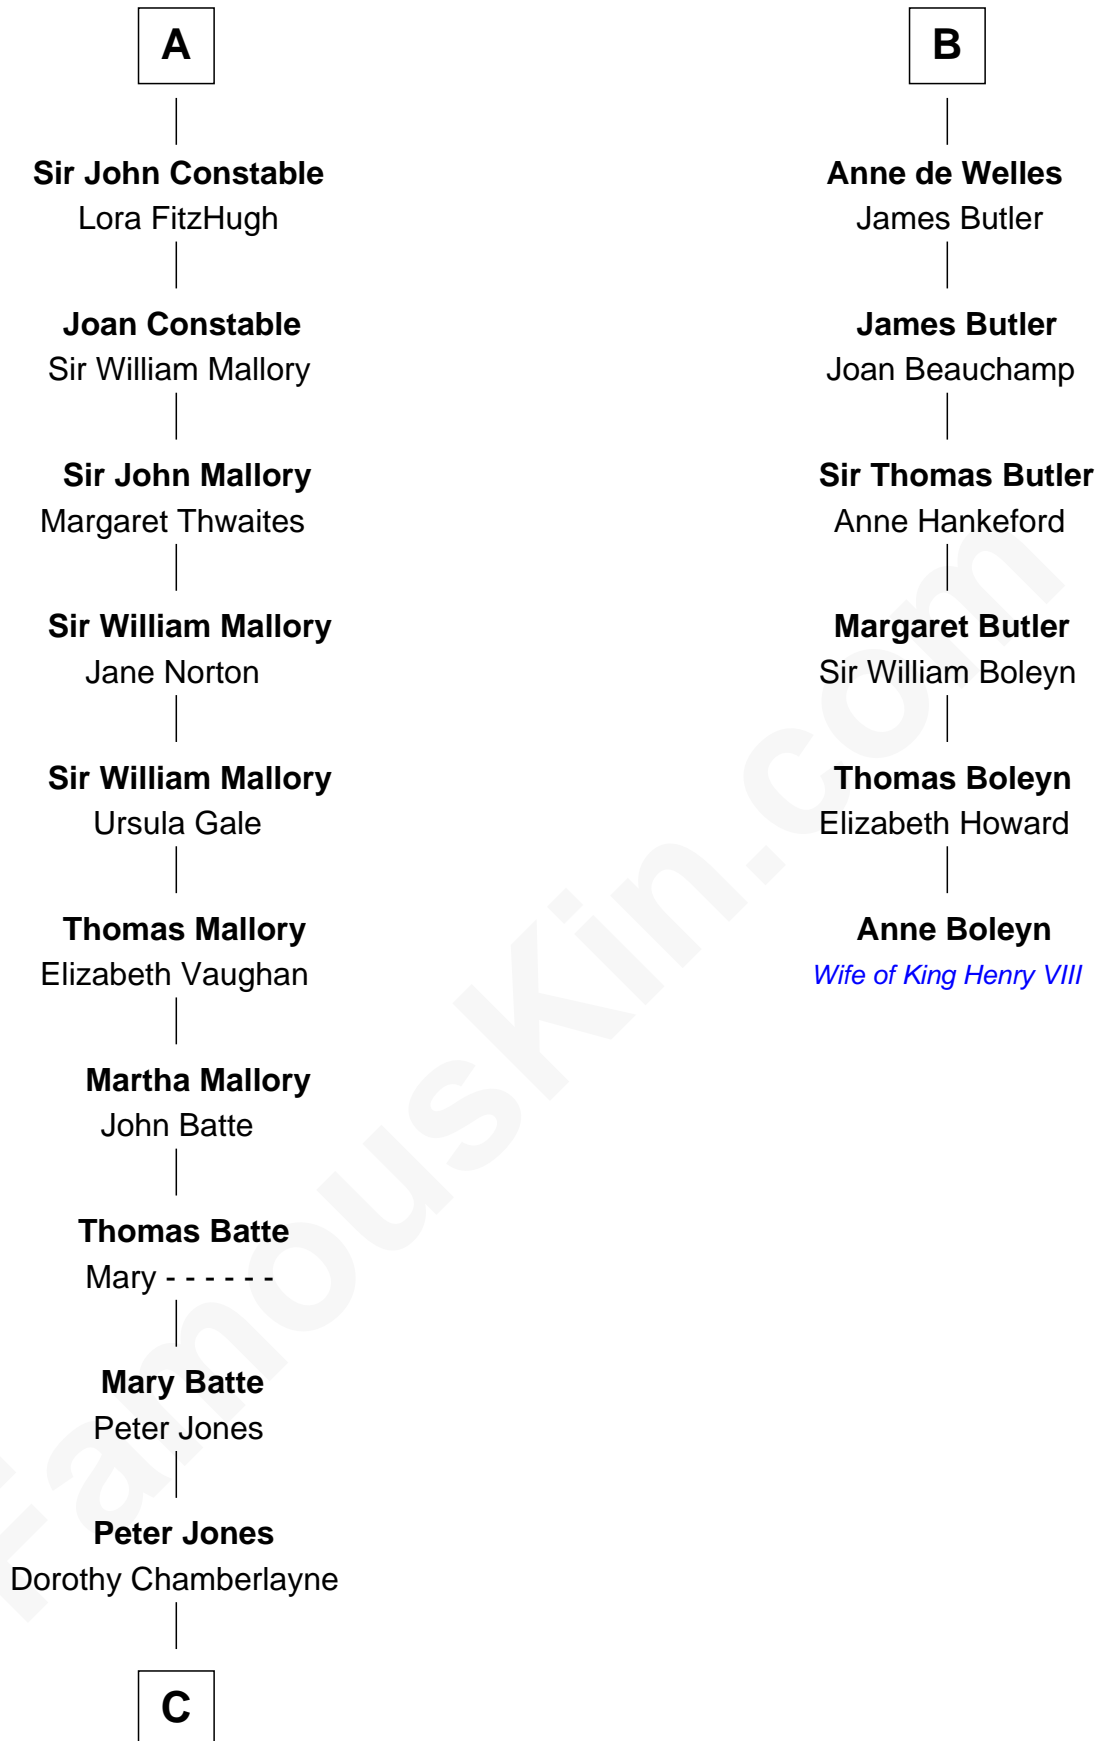 A
Sir John Constable
Lora FitzHugh
Joan Constable
Sir William Mallory
Sir John Mallory
Margaret Thwaites
Sir William Mallory
Jane Norton
Sir William Mallory
Ursula Gale
Thomas Mallory
Elizabeth Vaughan
Martha Mallory
John Batte
Thomas Batte
Mary - - - - - -
Mary Batte
Peter Jones
Peter Jones
Dorothy Chamberlayne
C
B
Anne de Welles
James Butler
James Butler
Joan Beauchamp
Sir Thomas Butler
Anne Hankeford
Margaret Butler
Sir William Boleyn
Thomas Boleyn
Elizabeth Howard
Anne Boleyn
Wife of King Henry VIII
FamousKin.com